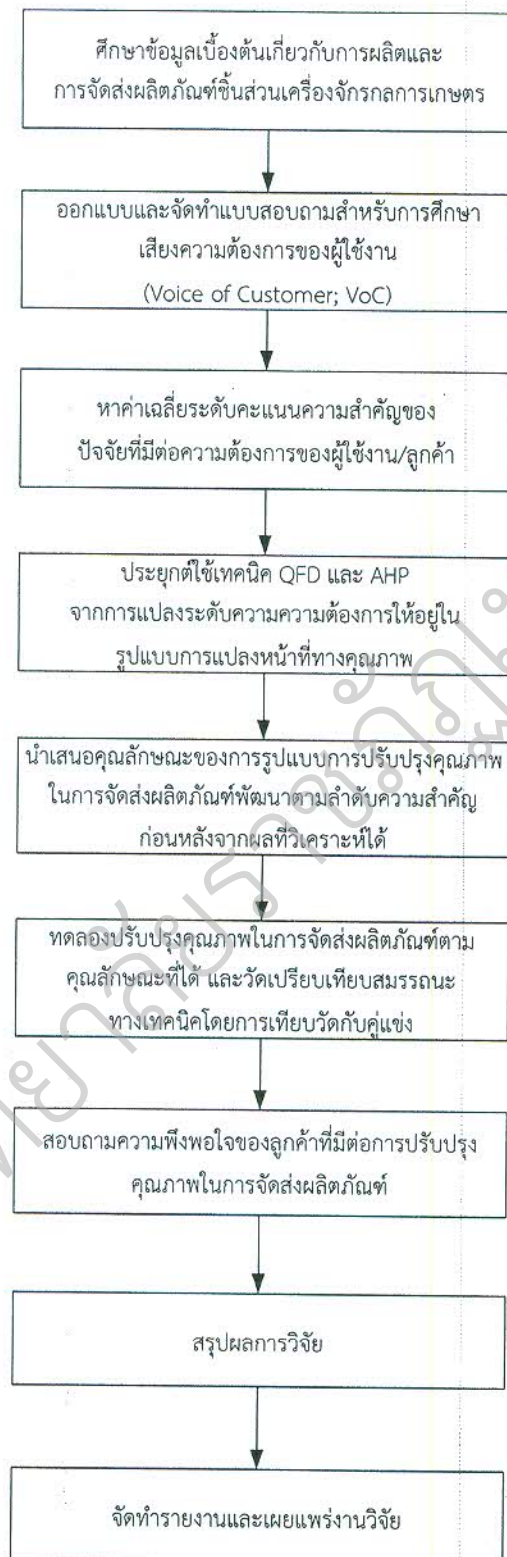 ศึกษาข้อมูลเบื้องต้นเกี่ยวกับการผลิตและ
การจัดส่งผลิตภัณฑ์ชิ้นส่วนเครื่องจักรกลการเกษตร
ออกแบบและจัดทำแบบสอบถามสำหรับการศึกษา
เสียงความต้องการของผู้ใช้งาน
(Voice of Customer; VoC)
หาค่าเฉลี่ยระดับคะแนนความสำคัญของ
ปัจจัยที่มีต่อความต้องการของผู้ใช้งาน/ลูกค้า
ประยุกต์ใช้เทคนิค QFD และ AHP
จากการแปลงระดับความความต้องการให้อยู่ใน
รูปแบบการแปลงหน้าที่ทางคุณภาพ
นำเสนอคุณลักษณะของการรูปแบบการปรับปรุงคุณภาพ
ในการจัดส่งผลิตภัณฑ์พัฒนาตามลำดับความสำคัญ
ก่อนหลังจากผลที่วิเคราะห์ได้
ทดลองปรับปรุงคุณภาพในการจัดส่งผลิตภัณฑ์ตาม
คุณลักษณะที่ได้ และวัดเปรียบเทียบสมรรถนะ
ทางเทคนิคโดยการเทียบวัดกับคู่แข่ง
สอบถามความพึงพอใจของลูกค้าที่มีต่อการปรับปรุง
คุณภาพในการจัดส่งผลิตภัณฑ์
สรุปผลการวิจัย
จัดทำรายงานและเผยแพร่งานวิจัย